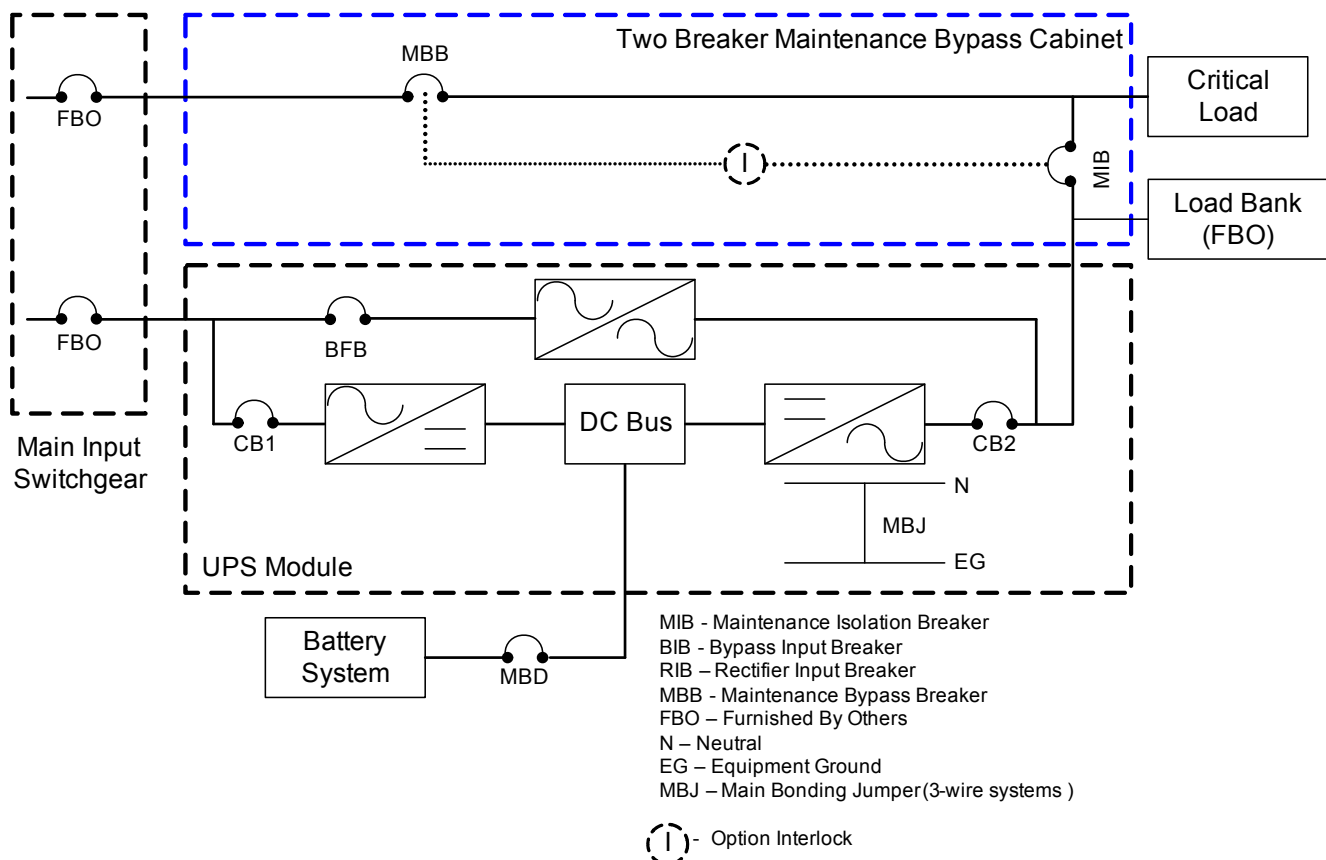 Two Breaker Maintenance Bypass Cabinet
MBB
FBO
Critical
Load
I
MIB
Load Bank
(FBO)
FBO
BFB
CB1
DC Bus
CB2
Main Input
Switchgear
N
MBJ
EG
UPS Module
Battery
System
MBD
MIB - Maintenance Isolation Breaker
BIB - Bypass Input Breaker
RIB – Rectifier Input Breaker
MBB - Maintenance Bypass Breaker
FBO – Furnished By Others
N – Neutral
EG – Equipment Ground
MBJ – Main Bonding Jumper (3-wire systems )
I - Option Interlock